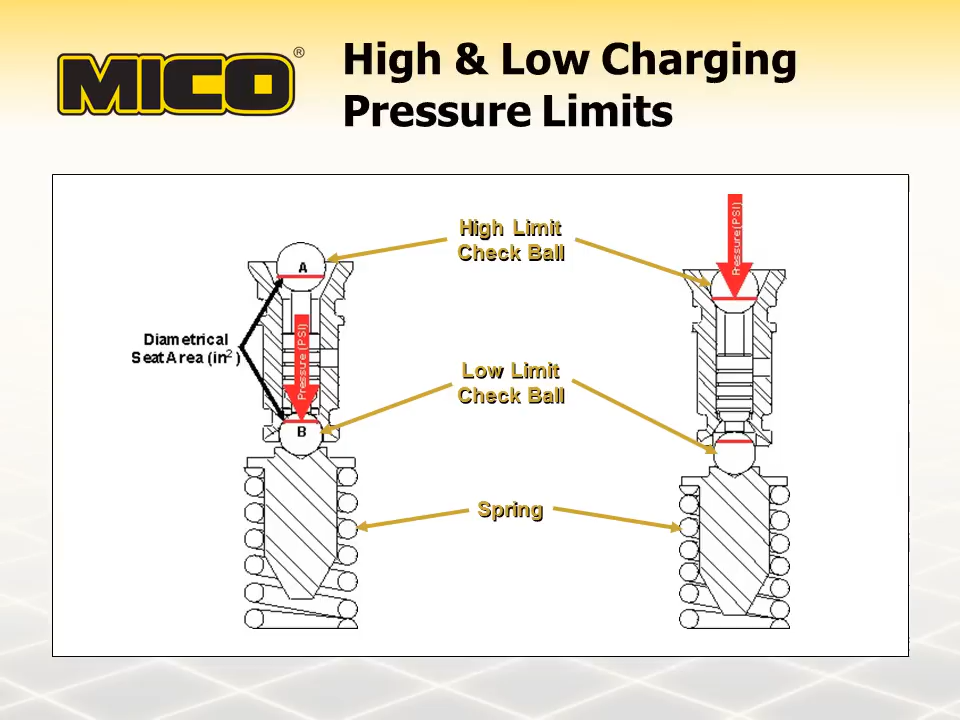 MICO®
High & Low Charging
Pressure Limits
High Limit
Check Ball
Pressure (PSI)
A
Diametrical
Seat Area (in2)
Pressure (PSI)
Low Limit
Check Ball
B
Spring